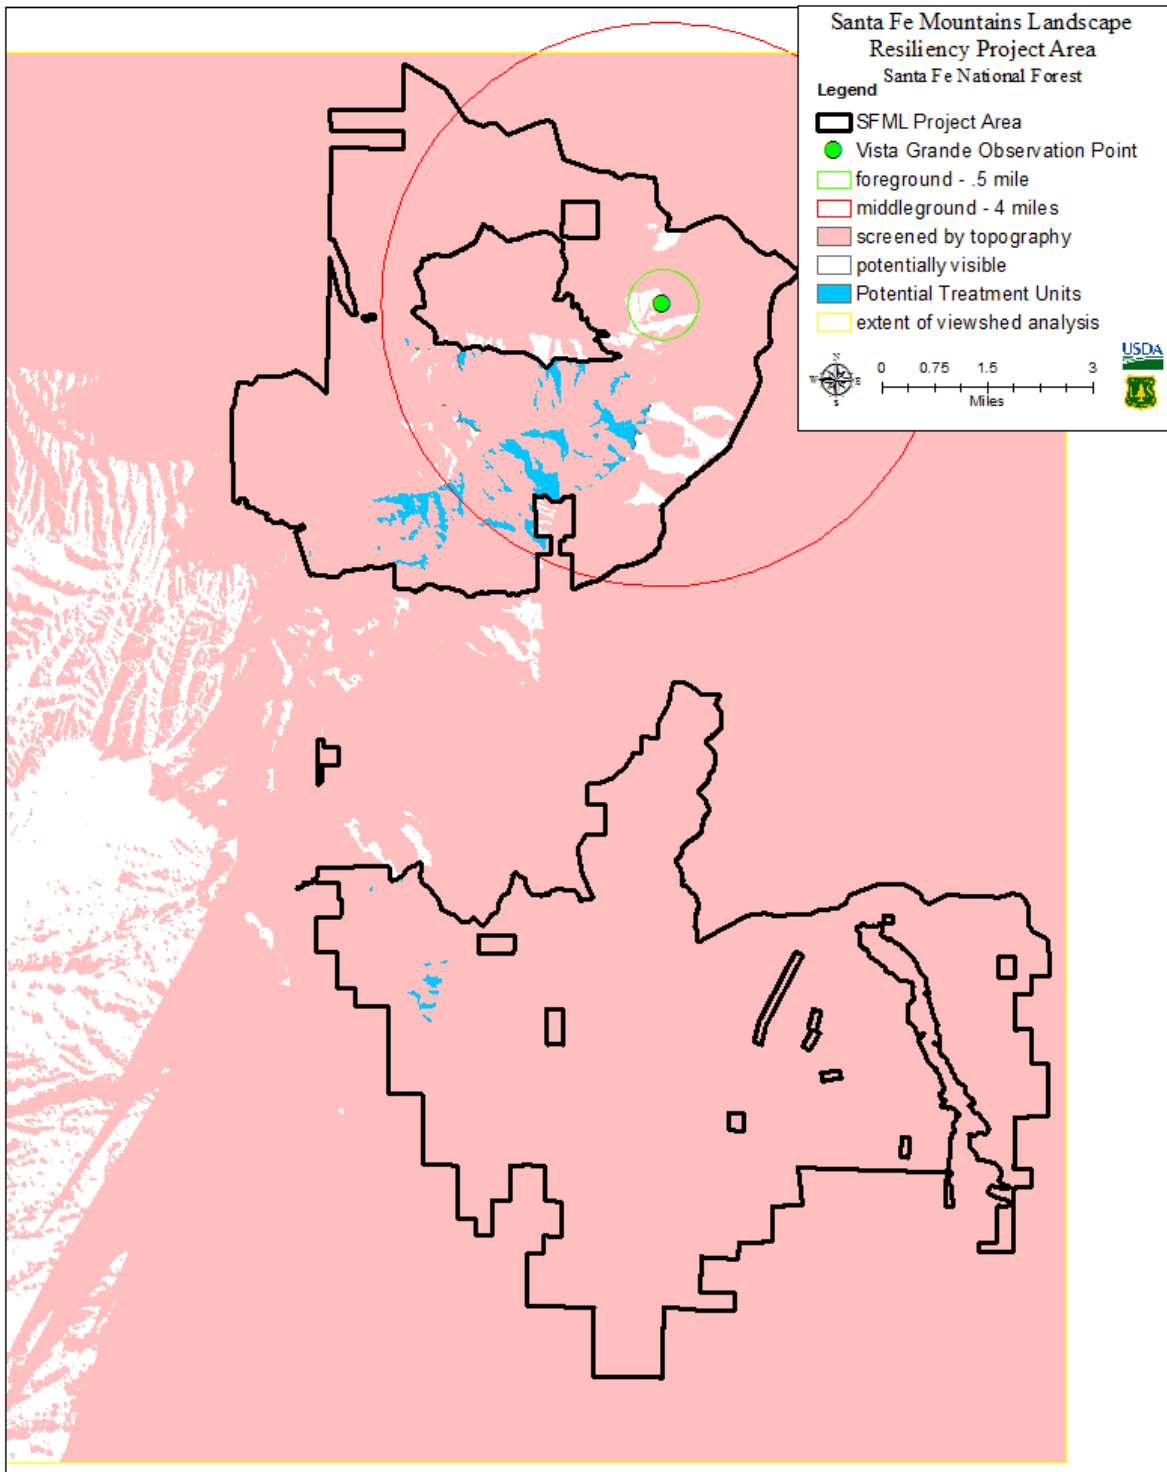 Santa Fe Mountains Landscape
Resiliency Project Area
Santa Fe National Forest
Legend
SFML Project Area
Vista Grande Observation Point
foreground - .5 mile
middleground - 4 miles
screened by topography
potentially visible
Potential Treatment Units
extent of viewshed analysis
N
W E
S
0 0.75 1.5 3
Miles
USDA